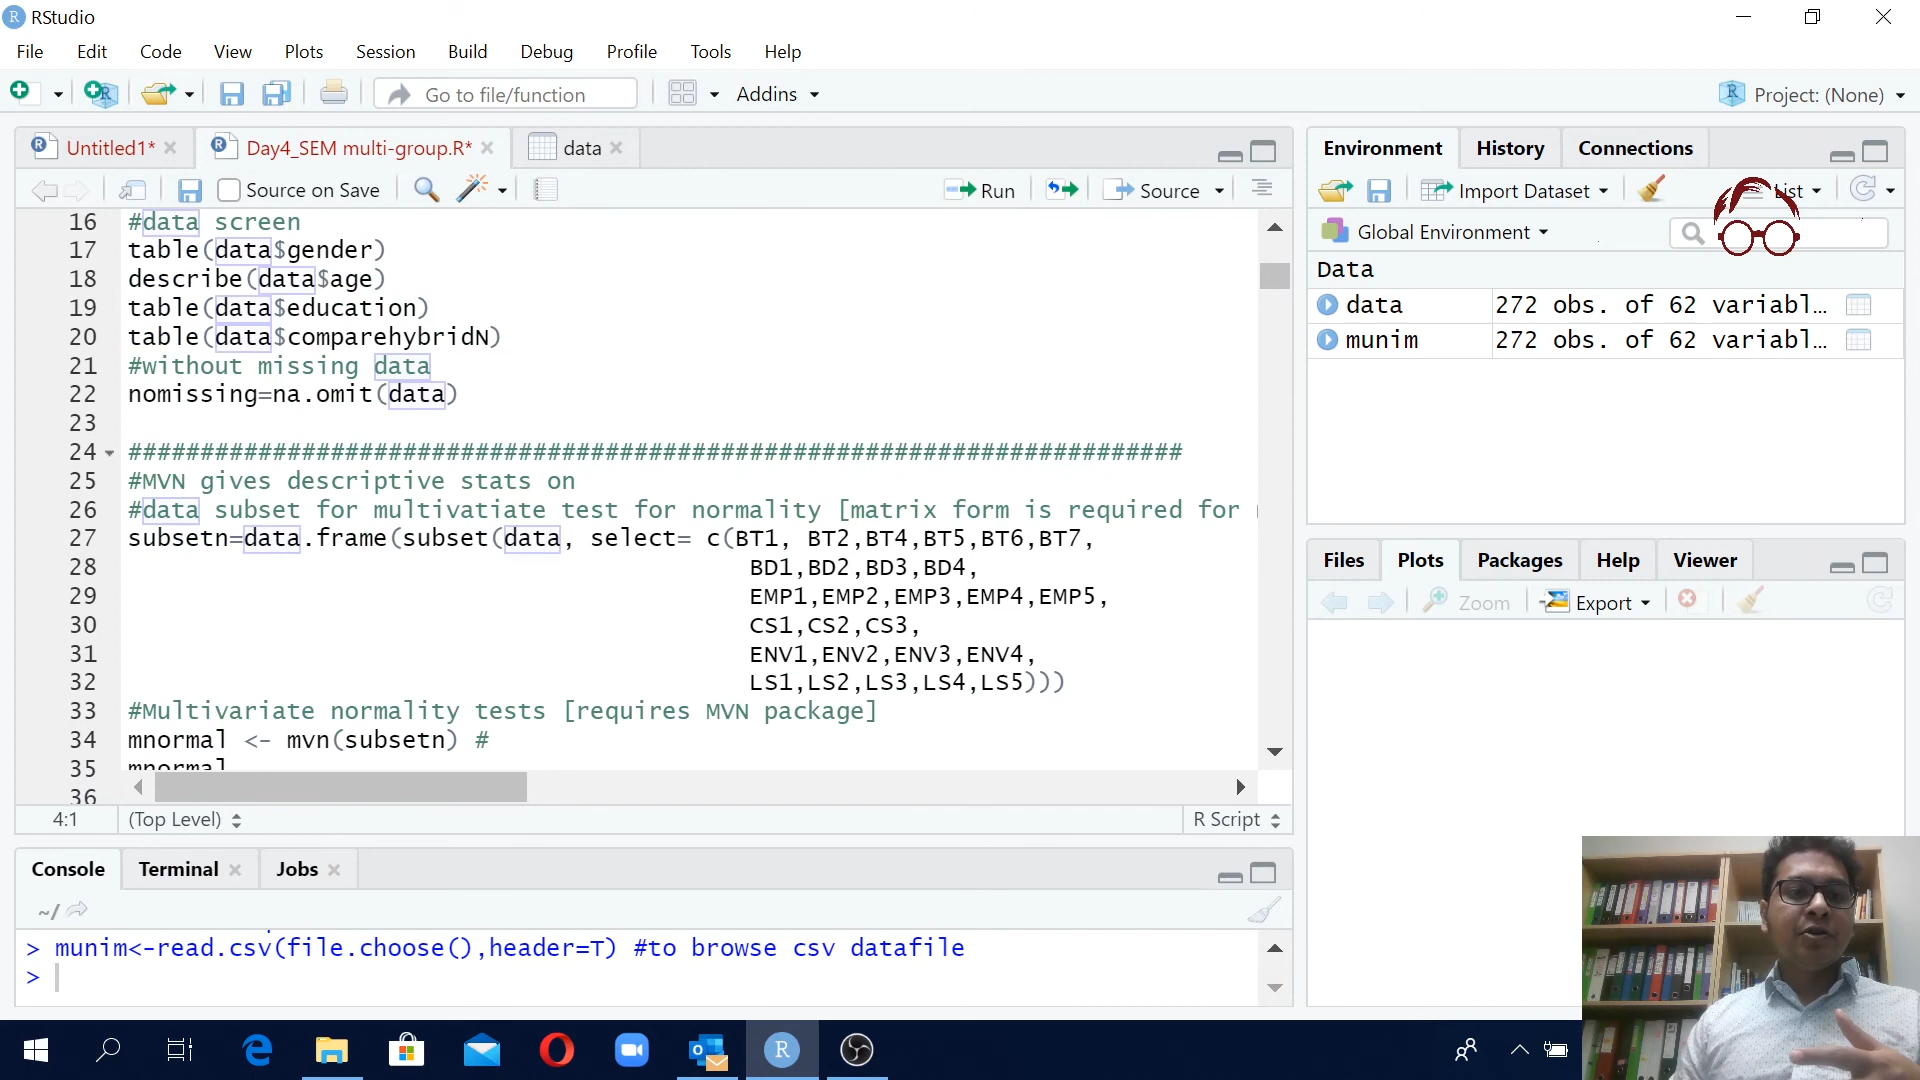 RStudio
File Edit Code View Plots Session Build Debug Profile Tools Help
Go to file/function Addins Project: (None)
Untitled1* Day4_SEM multi-group.R* data
Source on Save Run Source
16 #data screen
17 table(data$gender)
18 describe(data$age)
19 table(data$education)
20 table(data$comparehybridN)
21 #without missing data
22 nomissing=na.omit(data)
23
24 #########################################################################
25 #MVN gives descriptive stats on
26 #data subset for multivatiate test for normality [matrix form is required for
27 subsetn=data.frame(subset(data, select= c(BT1, BT2,BT4,BT5,BT6,BT7,
28 BD1,BD2,BD3,BD4,
29 EMP1,EMP2,EMP3,EMP4,EMP5,
30 CS1,CS2,CS3,
31 ENV1,ENV2,ENV3,ENV4,
32 LS1,LS2,LS3,LS4,LS5)))
33 #Multivariate normality tests [requires MVN package]
34 mnormal <- mvn(subsetn) #
35 mnormal
36
4:1 (Top Level) R Script
Console Terminal Jobs
~/
> munim<-read.csv(file.choose(),header=T) #to browse csv datafile
>
Environment History Connections
Import Dataset List
Global Environment
Data
data 272 obs. of 62 variabl…
munim 272 obs. of 62 variabl…
Files Plots Packages Help Viewer
Zoom Export